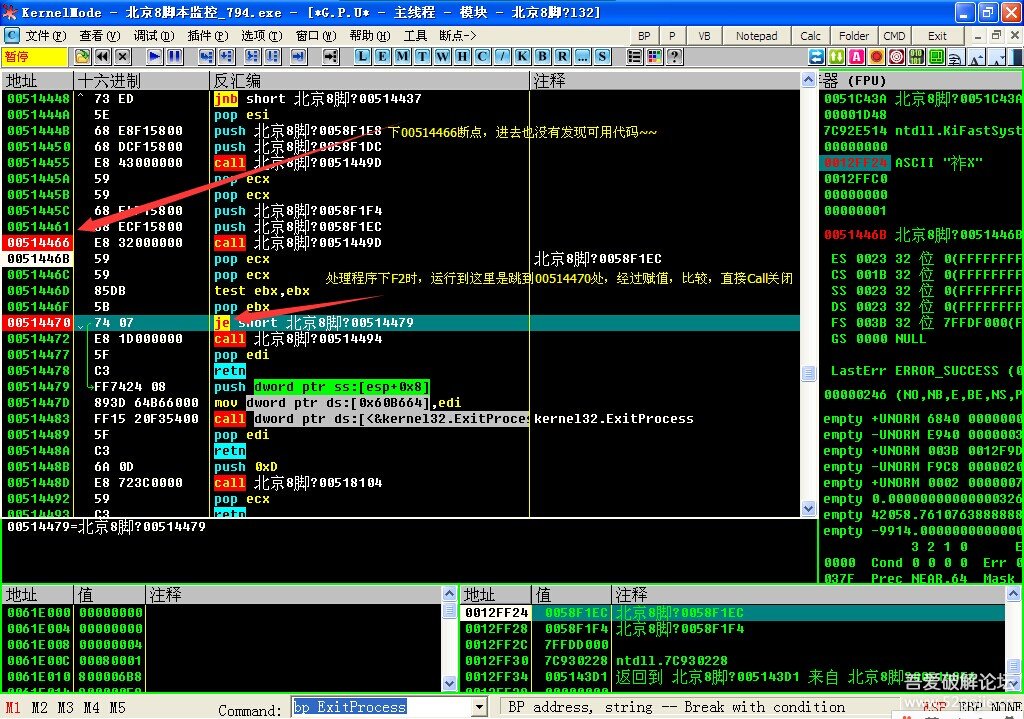 KernelMode - 北京8脚本监控_794.exe - [*G.P.U* - 主线程 - 模块 - 北京8脚?132]
C 文件(F) 查看(V) 调试(D) 插件(P) 选项(T) 窗口(W) 帮助(H) 工具 断点-> BP P VB Notepad Calc Folder CMD Exit
暂停 L E M T W H C / K B R ... S ?
地址 十六进制 反汇编 注释
00514448 73 ED jnb short 北京8脚?00514437
0051444A 5E pop esi
0051444B 68 E8F15800 push 北京8脚?0058F1E8
下00514466断点，进去也没有发现可用代码~~
00514450 68 DCF15800 push 北京8脚?0058F1DC
00514455 E8 43000000 call 北京8脚?0051449D
0051445A 59 pop ecx
0051445B 59 pop ecx
0051445C 68 F4F15800 push 北京8脚?0058F1F4
00514461 68 ECF15800 push 北京8脚?0058F1EC
00514466 E8 32000000 call 北京8脚?0051449D
0051446B 59 pop ecx 北京8脚?0058F1EC
0051446C 59 pop ecx
处理程序下F2时，运行到这里是跳到00514470处，经过赋值，比较，直接Call关闭
0051446D 85DB test ebx,ebx
0051446F 5B pop ebx
00514470 74 07 je short 北京8脚?00514479
00514472 E8 1D000000 call 北京8脚?00514494
00514477 5F pop edi
00514478 C3 retn
00514479 FF7424 08 push dword ptr ss:[esp+0x8]
0051447D 893D 64B66000 mov dword ptr ds:[0x60B664],edi
00514483 FF15 20F35400 call dword ptr ds:[<&kernel32.ExitProces kernel32.ExitProcess
00514489 5F pop edi
0051448A C3 retn
0051448B 6A 0D push 0xD
0051448D E8 723C0000 call 北京8脚?00518104
00514492 59 pop ecx
00514493 C3 retn
00514479=北京8脚?00514479
器 (FPU)
0051C43A 北京8脚?0051C43A
00001D48
7C92E514 ntdll.KiFastSyst
00000000
0012FF24 ASCII "祚X"
0012FFC0
00000000
00000001
0051446B 北京8脚?0051446B
ES 0023 32 位 0(FFFFFFFF
CS 001B 32 位 0(FFFFFFFF
SS 0023 32 位 0(FFFFFFFF
DS 0023 32 位 0(FFFFFFFF
FS 003B 32 位 7FFDF000(F
GS 0000 NULL
LastErr ERROR_SUCCESS (0
00000246 (NO,NB,E,BE,NS,P
empty +UNORM 6840 0000000
empty -UNORM E940 0000003
empty +UNORM 003B 0012F9D
empty -UNORM F9C8 0000020
empty +UNORM 0002 0000007
empty 0.0000000000000326
empty 42058.7610763888888
empty -9914.0000000000000
3 2 1 0 E
0000 Cond 0 0 0 0 Err 0
037F Prec NEAR,64 Mask
地址 值 注释
0061E000 00000000
0061E004 00000000
0061E008 00000004
0061E00C 00080001
0061E010 800006B8
地址 值 注释
0012FF24 0058F1EC 北京8脚?0058F1EC
0012FF28 0058F1F4 北京8脚?0058F1F4
0012FF2C 7FFDD000
0012FF30 7C930228 ntdll.7C930228
0012FF34 005143D1 返回到 北京8脚?005143D1 来自 北京8脚
吾爱破解论坛
M1 M2 M3 M4 M5 Command: bp ExitProcess BP address, string -- Break with condition